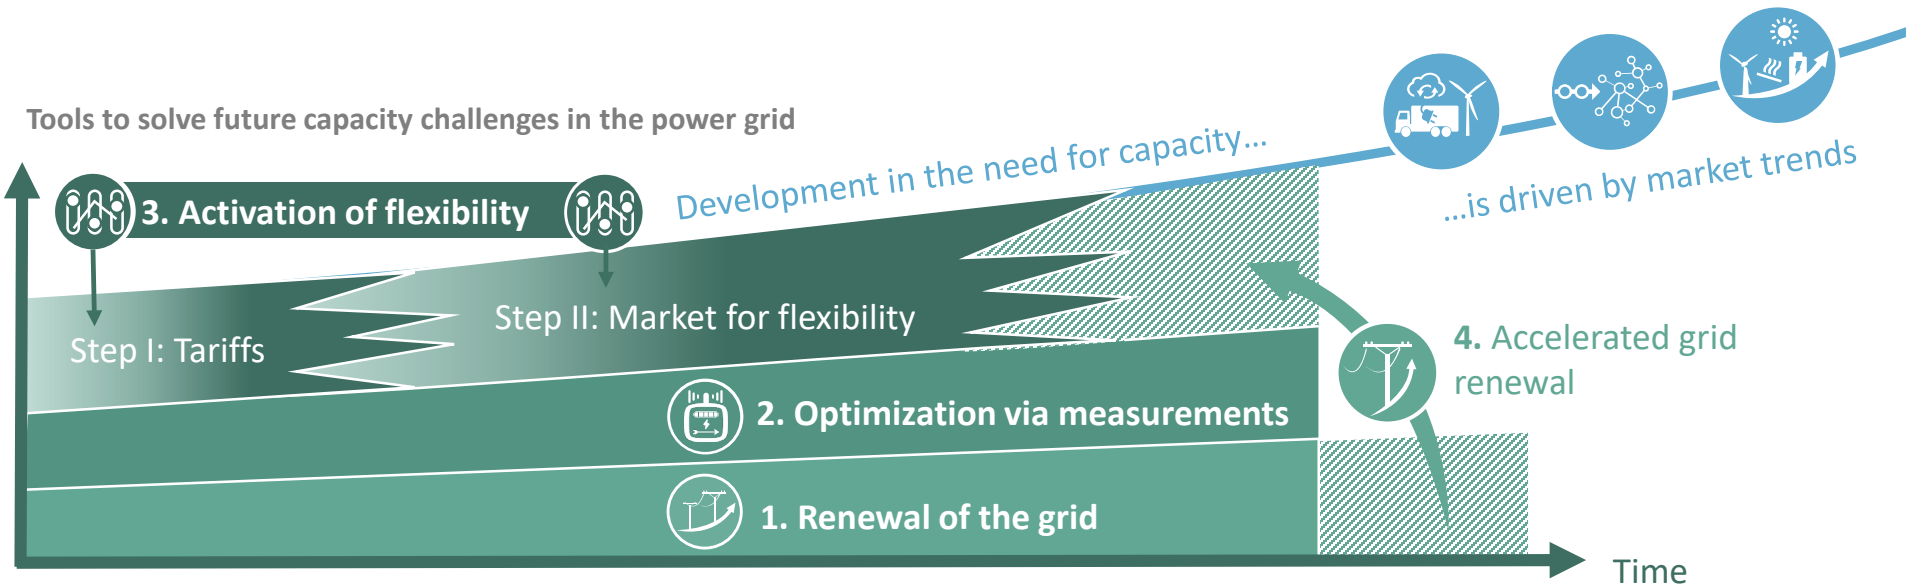 Tools to solve future capacity challenges in the power grid
Development in the need for capacity...
...is driven by market trends
3. Activation of flexibility
Step I: Tariffs
Step II: Market for flexibility
4. Accelerated grid
renewal
2. Optimization via measurements
1. Renewal of the grid
Time